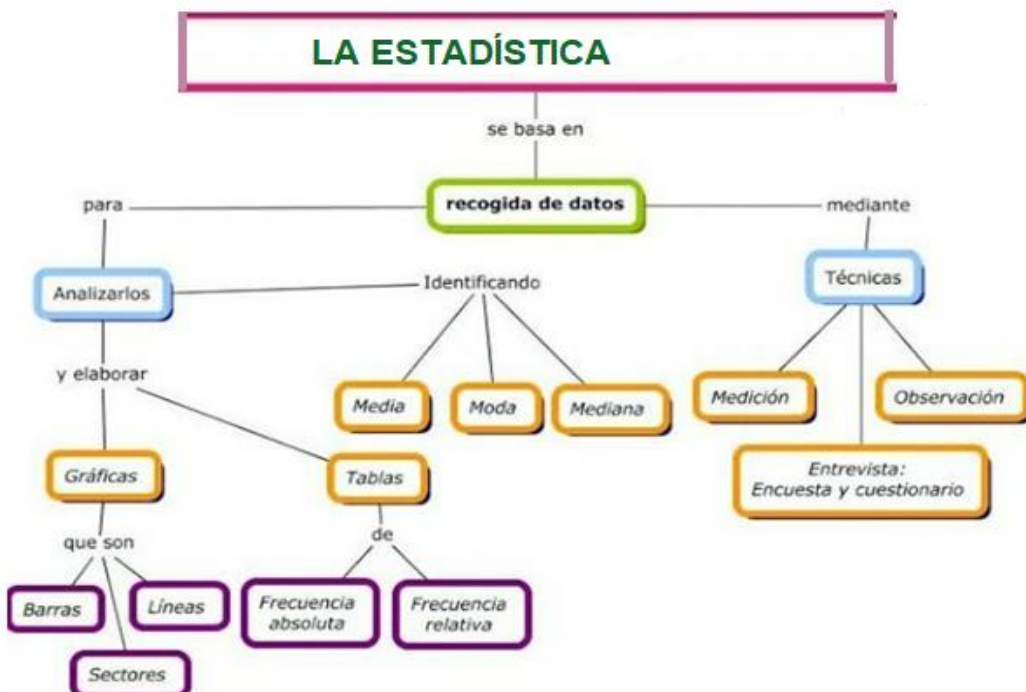 LA ESTADÍSTICA
se basa en
recogida de datos
para
mediante
Analizarlos
Identificando
Técnicas
y elaborar
Media
Moda
Mediana
Medición
Observación
Gráficas
Tablas
Entrevista:
Encuesta y cuestionario
que son
de
Barras
Líneas
Sectores
Frecuencia
absoluta
Frecuencia
relativa